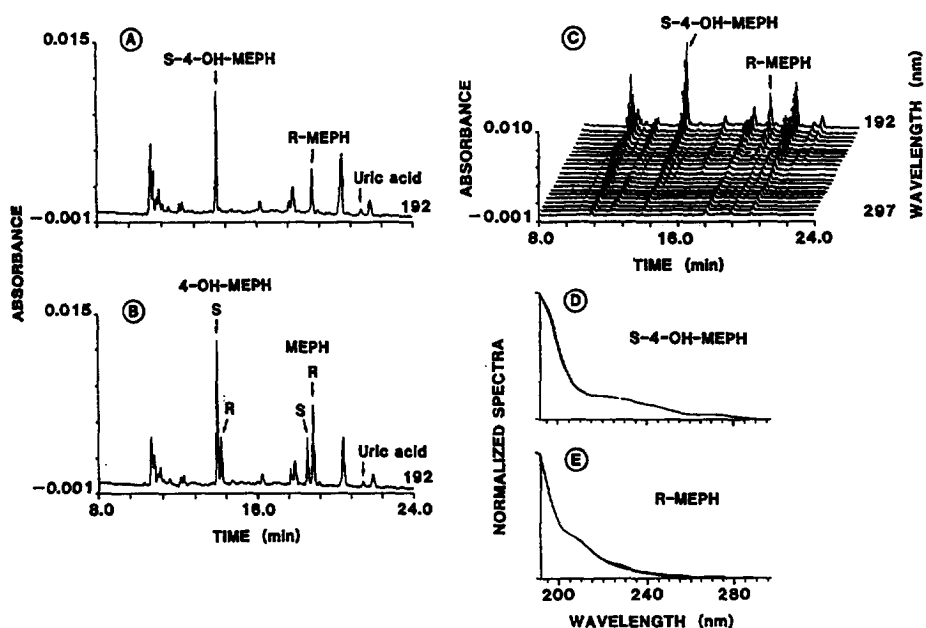 0.015
A
S-4-OH-MEPH
R-MEPH
Uric acid
192
-0.001
ABSORBANCE
0.015
B
4-OH-MEPH
S
R
MEPH
R
S
Uric acid
192
-0.001
8.0 16.0 24.0
TIME (min)
C
S-4-OH-MEPH
R-MEPH
192
297
WAVELENGTH (nm)
ABSORBANCE
0.010
-0.001
8.0 16.0 24.0
TIME (min)
D
S-4-OH-MEPH
NORMALIZED SPECTRA
E
R-MEPH
200 240 280
WAVELENGTH (nm)